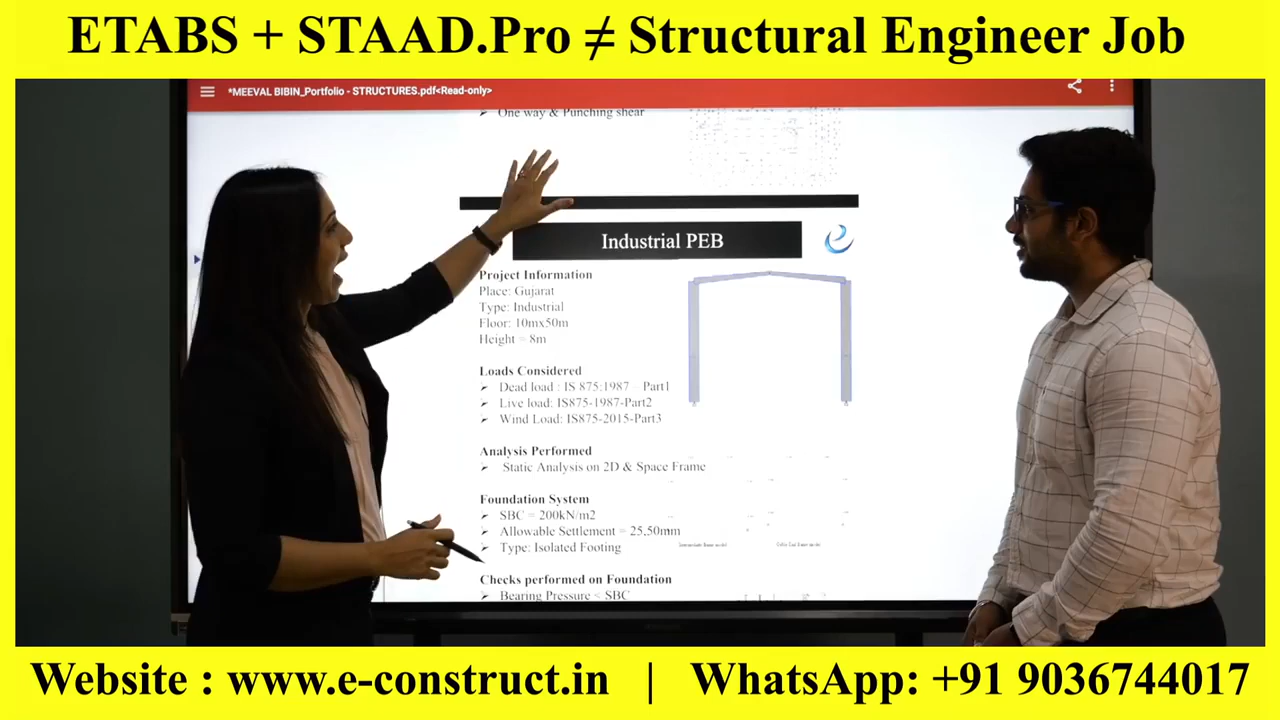 ETABS + STAAD.Pro ≠ Structural Engineer Job
*MEEVAL BIBIN_Portfolio - STRUCTURES.pdf<Read-only>
➢ One way & Punching shear
Industrial PEB
Project Information
Place: Gujarat
Type: Industrial
Floor: 10mx50m
Height = 8m
Loads Considered
➢ Dead load : IS 875:1987 – Part1
➢ Live load: IS875-1987-Part2
➢ Wind Load: IS875-2015-Part3
Analysis Performed
➢ Static Analysis on 2D & Space Frame
Foundation System
➢ SBC = 200kN/m2
➢ Allowable Settlement = 25,50mm
➢ Type: Isolated Footing
Checks performed on Foundation
➢ Bearing Pressure < SBC
Website : www.e-construct.in | WhatsApp: +91 9036744017